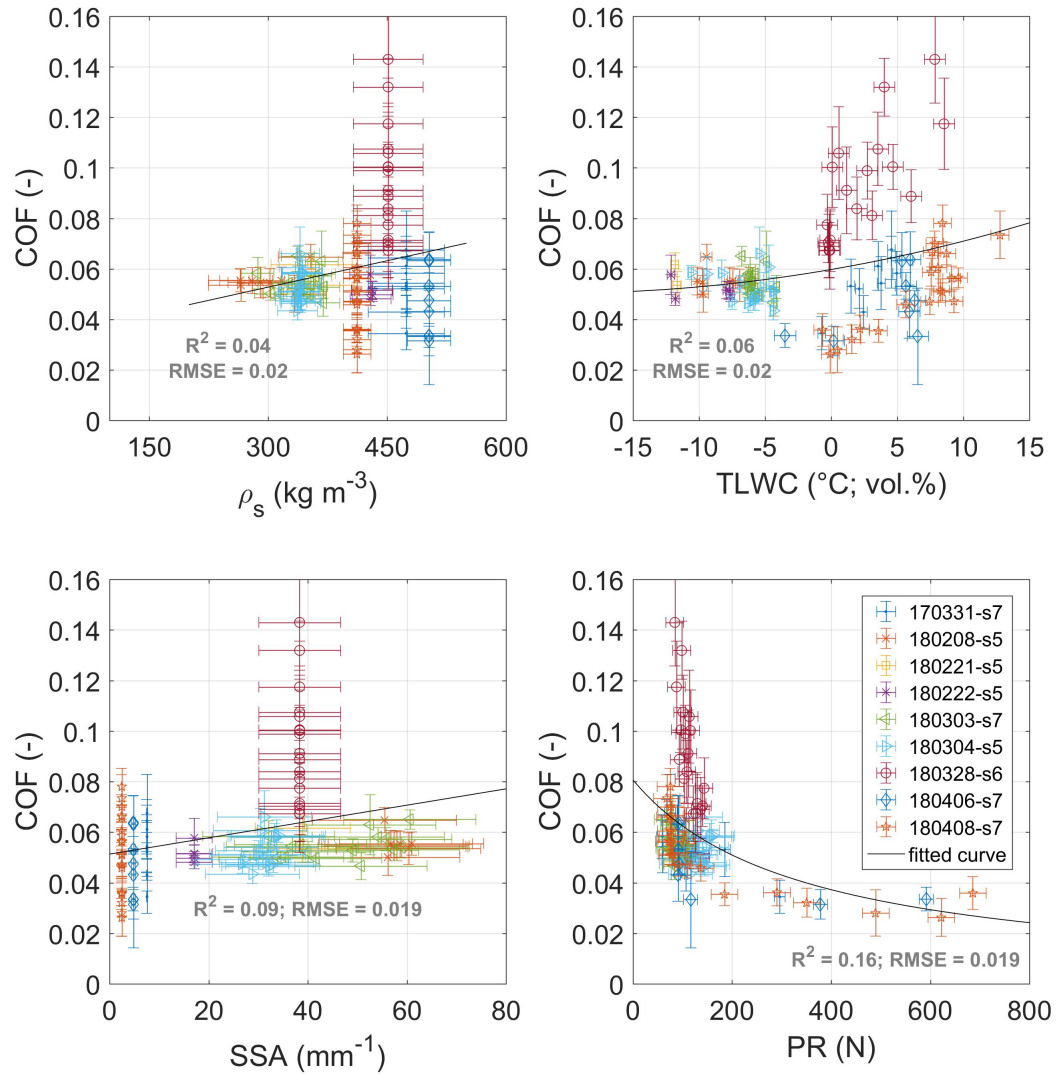 0.16
0.14
0.12
0.1
0.08
0.06
0.04
0.02
0
COF (-)
R² = 0.04
RMSE = 0.02
150 300 450 600
ρₛ (kg m⁻³)
0.16
0.14
0.12
0.1
0.08
0.06
0.04
0.02
0
COF (-)
R² = 0.06
RMSE = 0.02
-15 -10 -5 0 5 10 15
TLWC (°C; vol.%)
0.16
0.14
0.12
0.1
0.08
0.06
0.04
0.02
0
COF (-)
R² = 0.09; RMSE = 0.019
0 20 40 60 80
SSA (mm⁻¹)
0.16
0.14
0.12
0.1
0.08
0.06
0.04
0.02
0
COF (-)
170331-s7
180208-s5
180221-s5
180222-s5
180303-s7
180304-s5
180328-s6
180406-s7
180408-s7
fitted curve
R² = 0.16; RMSE = 0.019
0 200 400 600 800
PR (N)